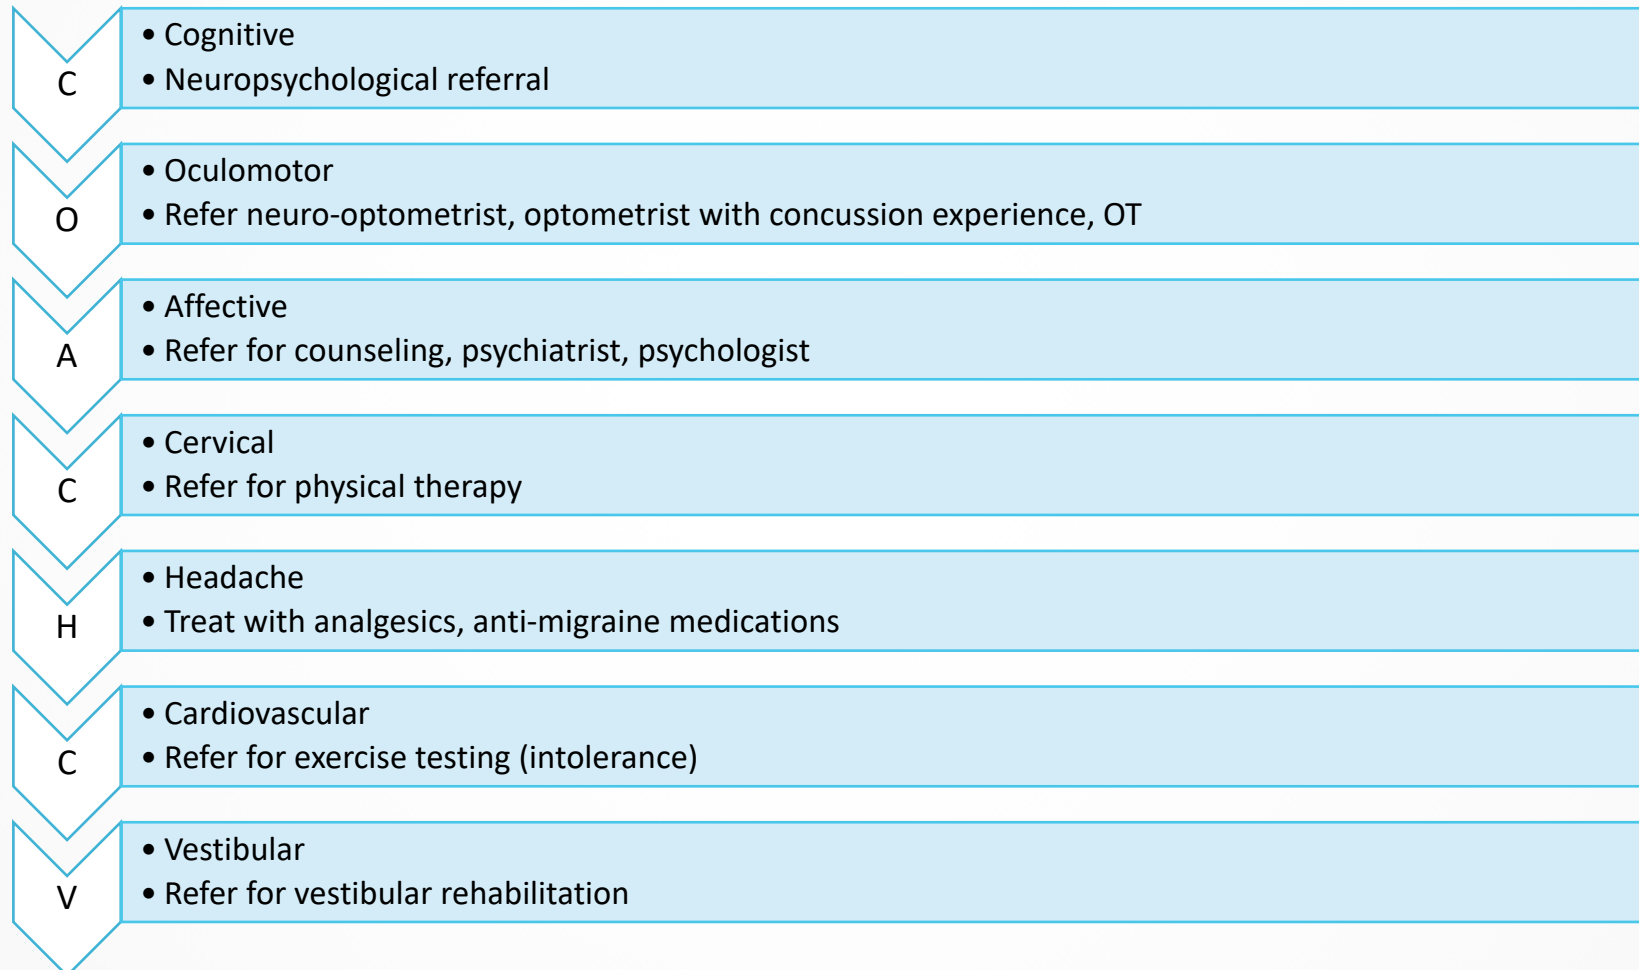 C
• Cognitive
• Neuropsychological referral
O
• Oculomotor
• Refer neuro-optometrist, optometrist with concussion experience, OT
A
• Affective
• Refer for counseling, psychiatrist, psychologist
C
• Cervical
• Refer for physical therapy
H
• Headache
• Treat with analgesics, anti-migraine medications
C
• Cardiovascular
• Refer for exercise testing (intolerance)
V
• Vestibular
• Refer for vestibular rehabilitation